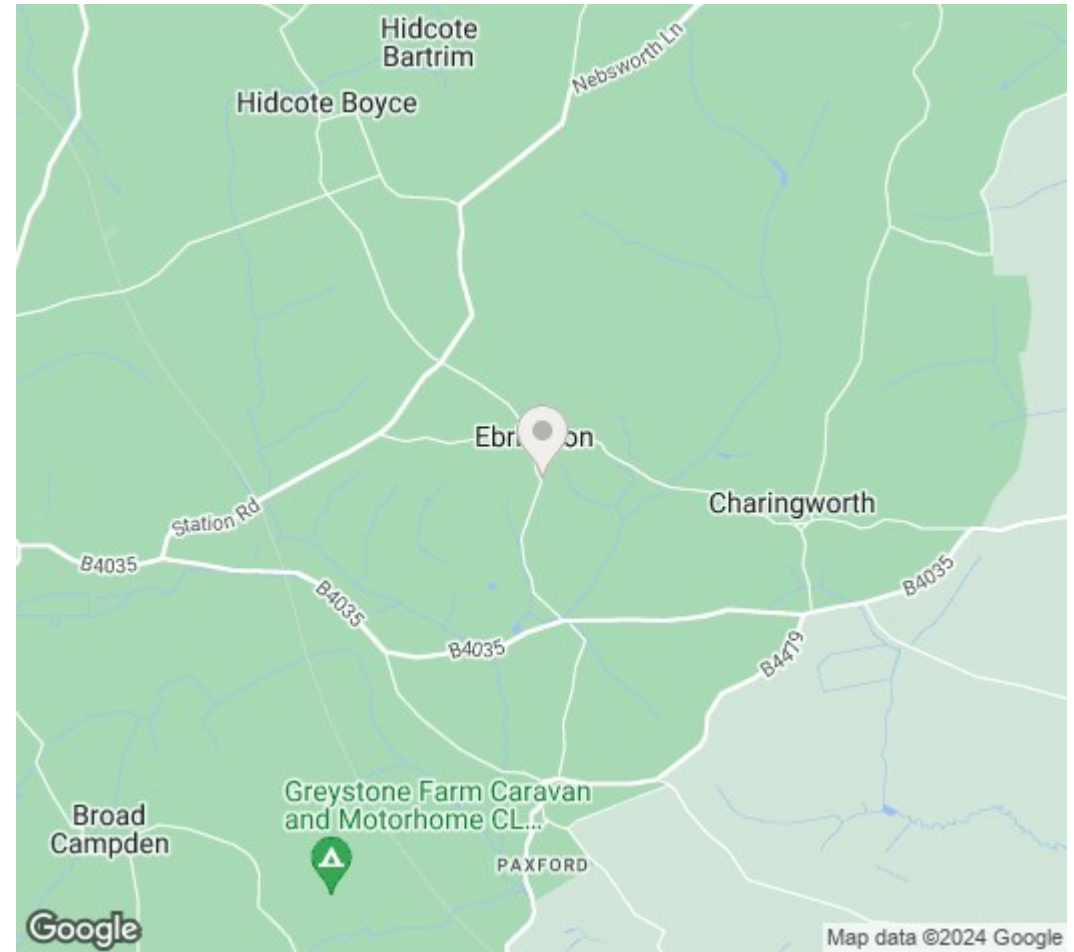 Hidcote
Bartrim
Nebsworth Ln
Hidcote Boyce
Charingworth
Station Rd
B4035
B4035
B4035
B4035
B4479
Greystone Farm Caravan
and Motorhome CL...
Broad
Campden
PAXFORD
Google
Map data ©2024 Google